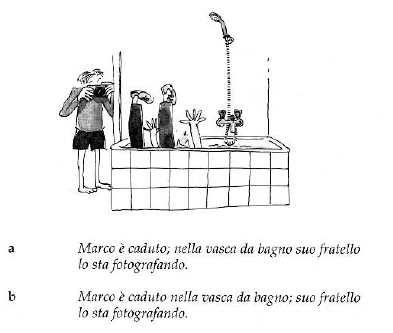 a Marco è caduto; nella vasca da bagno suo fratello
lo sta fotografando.
b Marco è caduto nella vasca da bagno; suo fratello
lo sta fotografando.